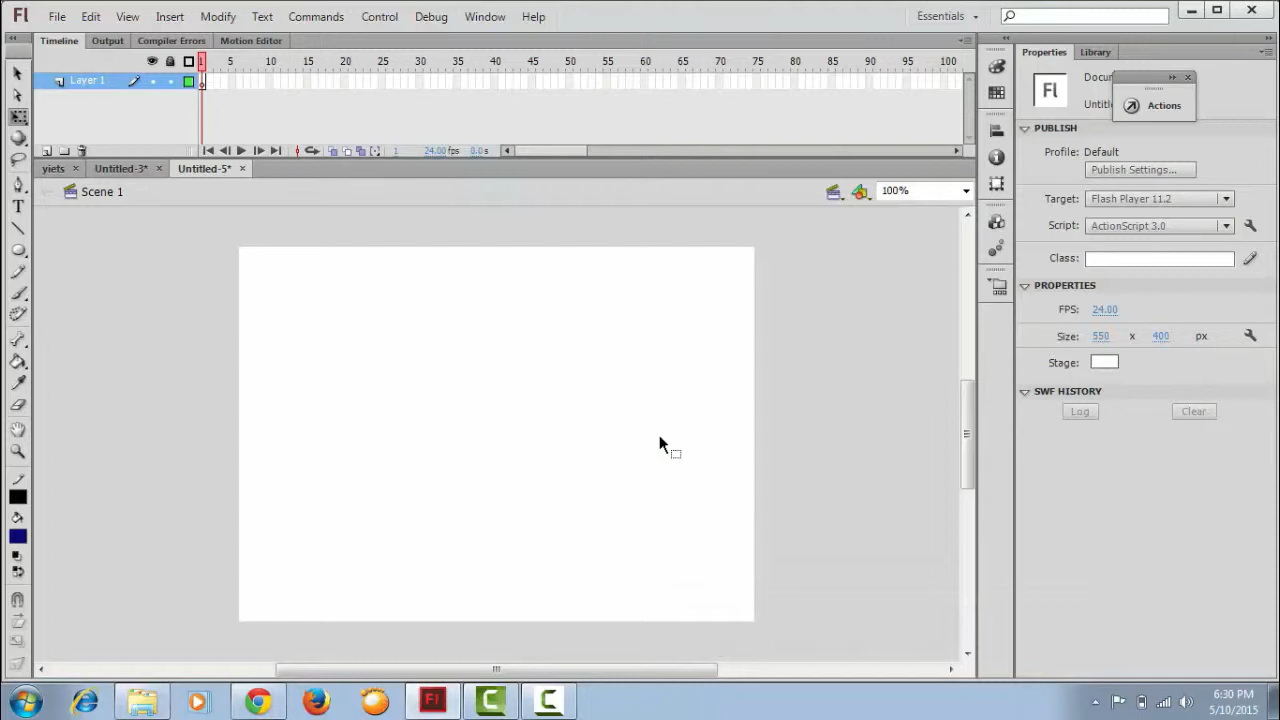 Fl File Edit View Insert Modify Text Commands Control Debug Window Help Essentials
Timeline Output Compiler Errors Motion Editor
1 5 10 15 20 25 30 35 40 45 50 55 60 65 70 75 80 85 90 95 100
Layer 1
1 24.00 fps 0.0 s
yiets Untitled-3* Untitled-5*
Scene 1 100%
Properties Library
Fl
Actions
PUBLISH
Profile: Default
Publish Settings...
Target: Flash Player 11.2
Script: ActionScript 3.0
Class:
PROPERTIES
FPS: 24.00
Size: 550 x 400 px
Stage:
SWF HISTORY
Log Clear
Fl
6:30 PM
5/10/2015